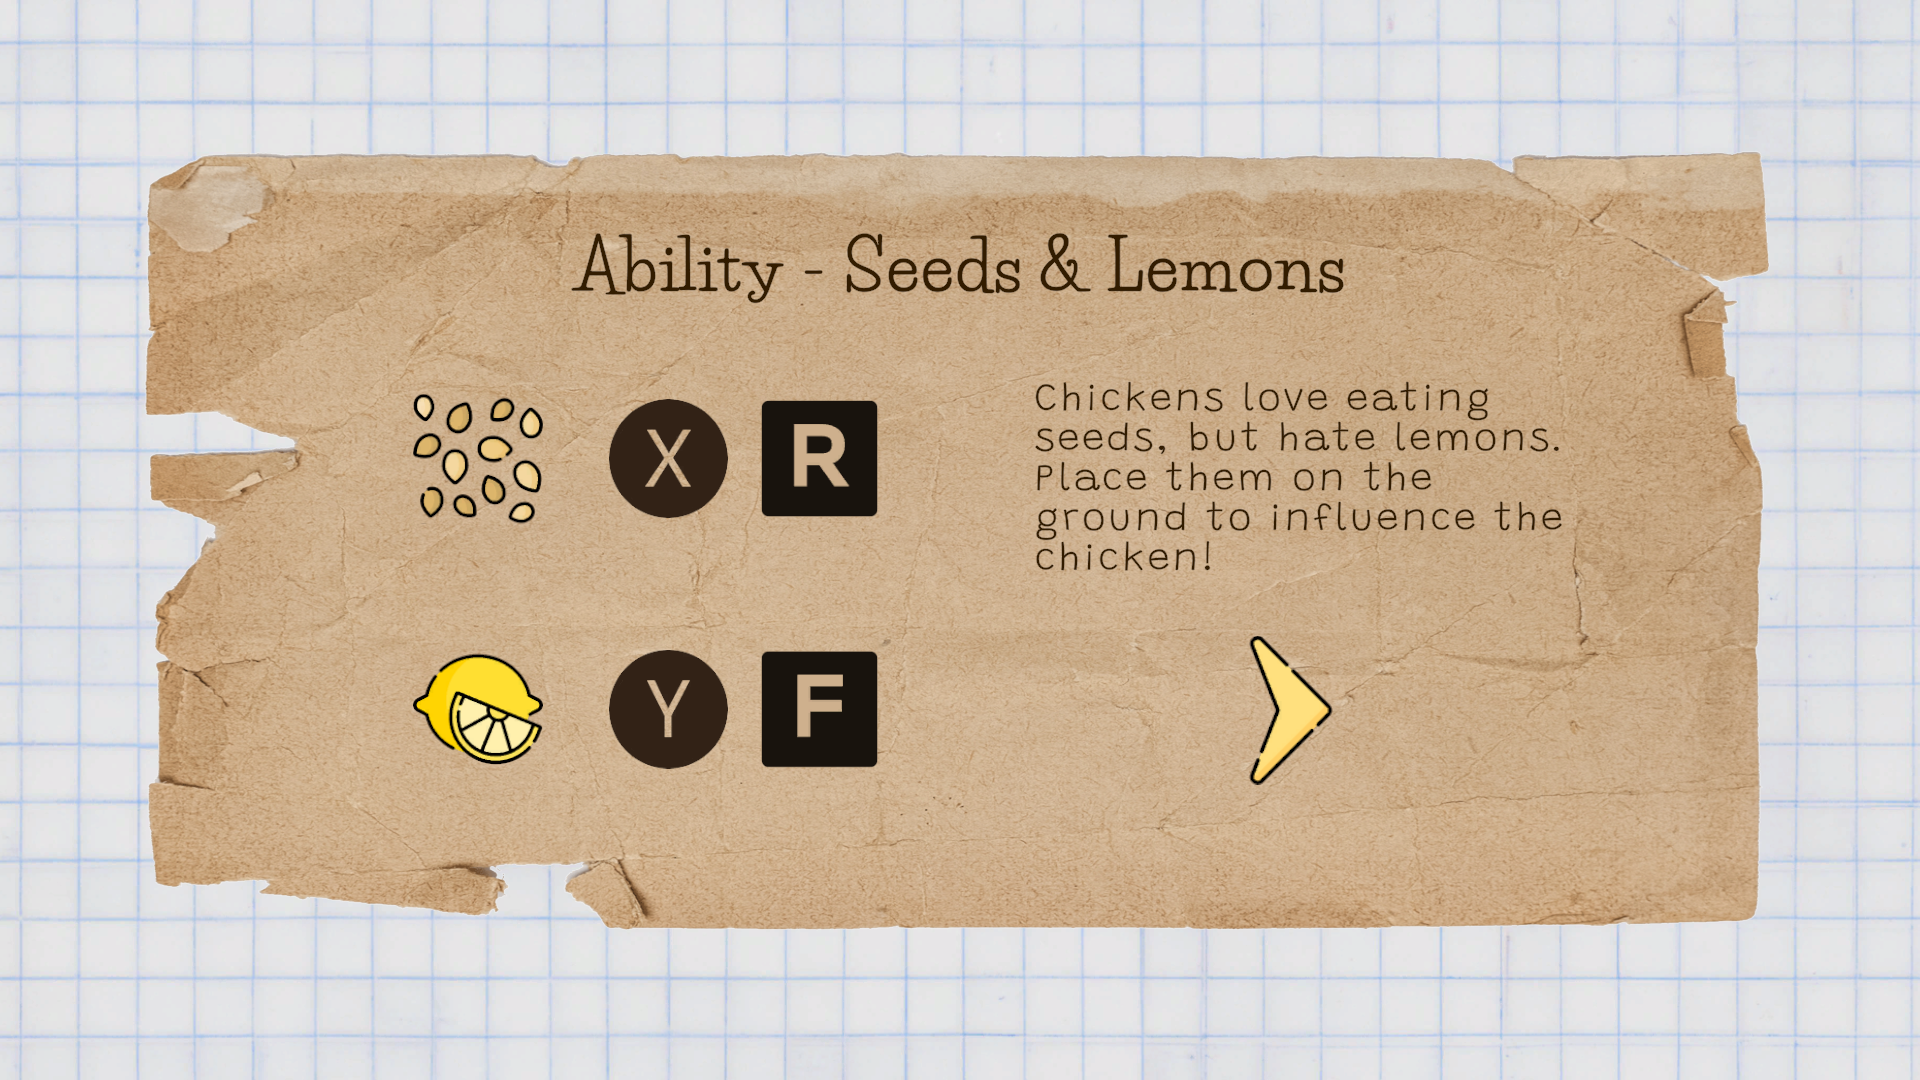 Ability - Seeds & Lemons
X R
Chickens love eating
seeds, but hate lemons.
Place them on the
ground to influence the
chicken!
Y F